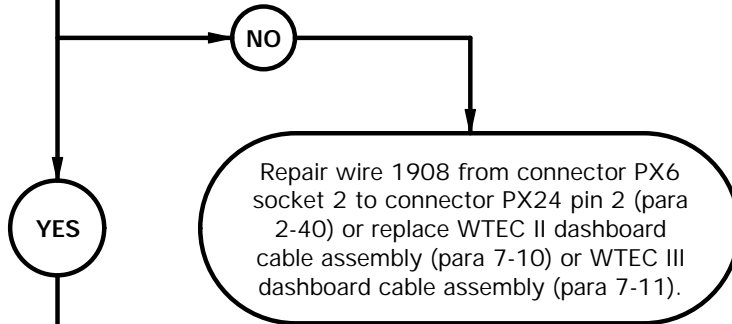 NO
YES
Repair wire 1908 from connector PX6
socket 2 to connector PX24 pin 2 (para
2-40) or replace WTEC II dashboard
cable assembly (para 7-10) or WTEC III
dashboard cable assembly (para 7-11).